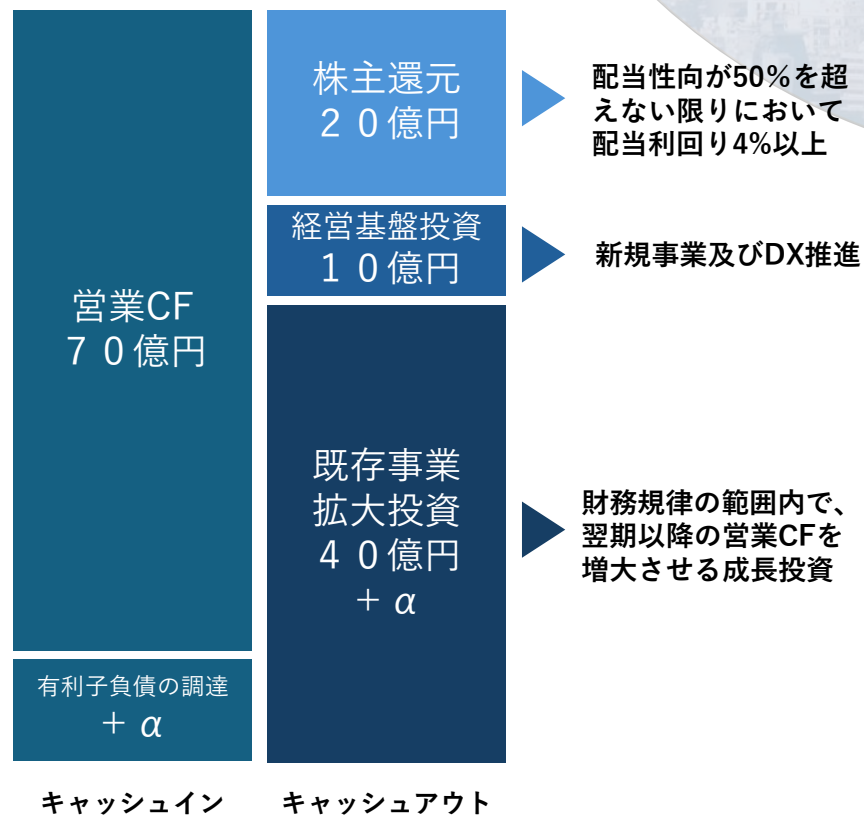 営業CF
７０億円
有利子負債の調達
＋α
キャッシュイン
株主還元
２０億円
経営基盤投資
１０億円
既存事業
拡大投資
４０億円
＋α
キャッシュアウト
配当性向が50%を超
えない限りにおいて
配当利回り4%以上
新規事業及びDX推進
財務規律の範囲内で、
翌期以降の営業CFを
増大させる成長投資